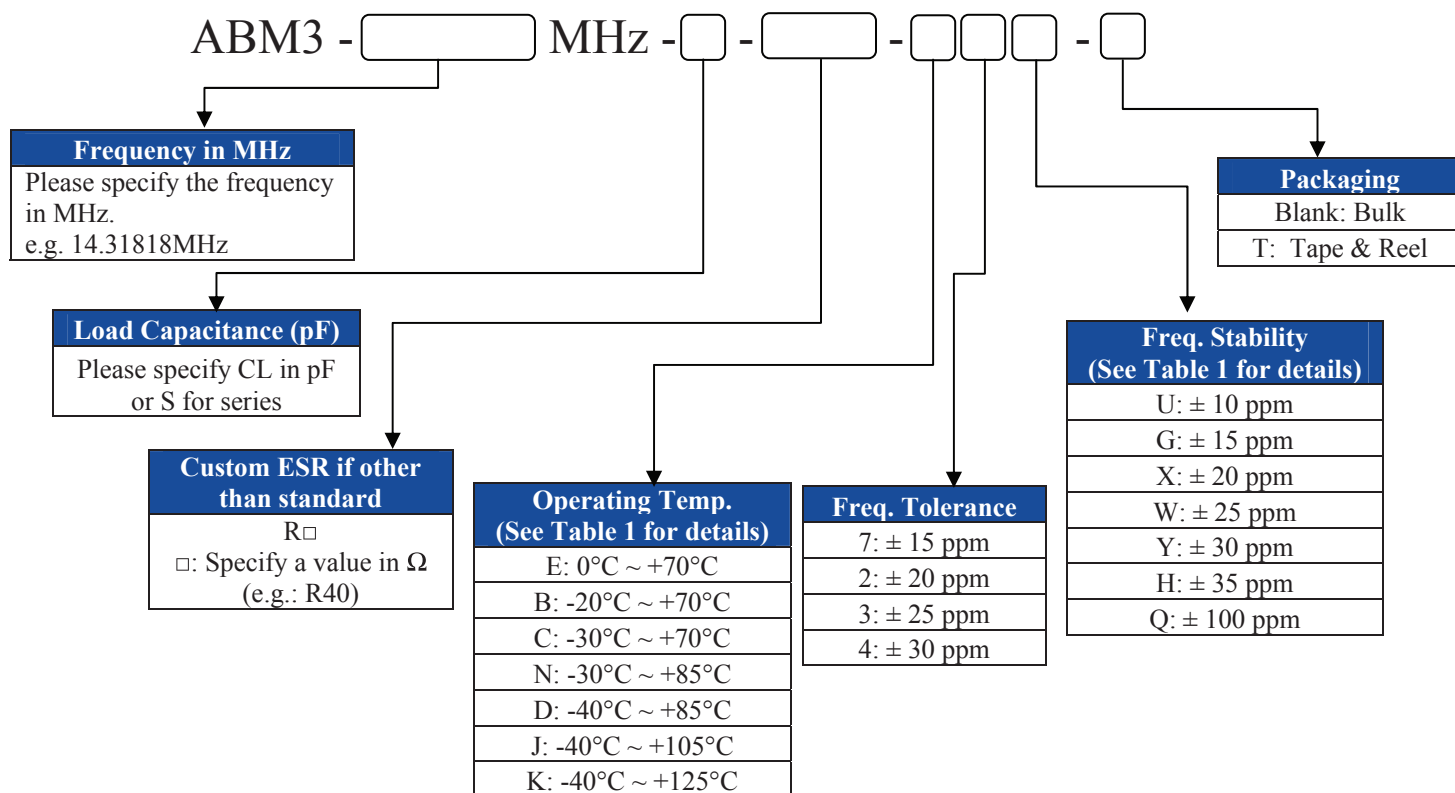 ABM3 - MHz - - - -
Frequency in MHz
Please specify the frequency
in MHz.
e.g. 14.31818MHz
Load Capacitance (pF)
Please specify CL in pF
or S for series
Custom ESR if other
than standard
R□
□: Specify a value in Ω
(e.g.: R40)
Operating Temp.
(See Table 1 for details)
E: 0°C ~ +70°C
B: -20°C ~ +70°C
C: -30°C ~ +70°C
N: -30°C ~ +85°C
D: -40°C ~ +85°C
J: -40°C ~ +105°C
K: -40°C ~ +125°C
Freq. Tolerance
7: ± 15 ppm
2: ± 20 ppm
3: ± 25 ppm
4: ± 30 ppm
Freq. Stability
(See Table 1 for details)
U: ± 10 ppm
G: ± 15 ppm
X: ± 20 ppm
W: ± 25 ppm
Y: ± 30 ppm
H: ± 35 ppm
Q: ± 100 ppm
Packaging
Blank: Bulk
T: Tape & Reel